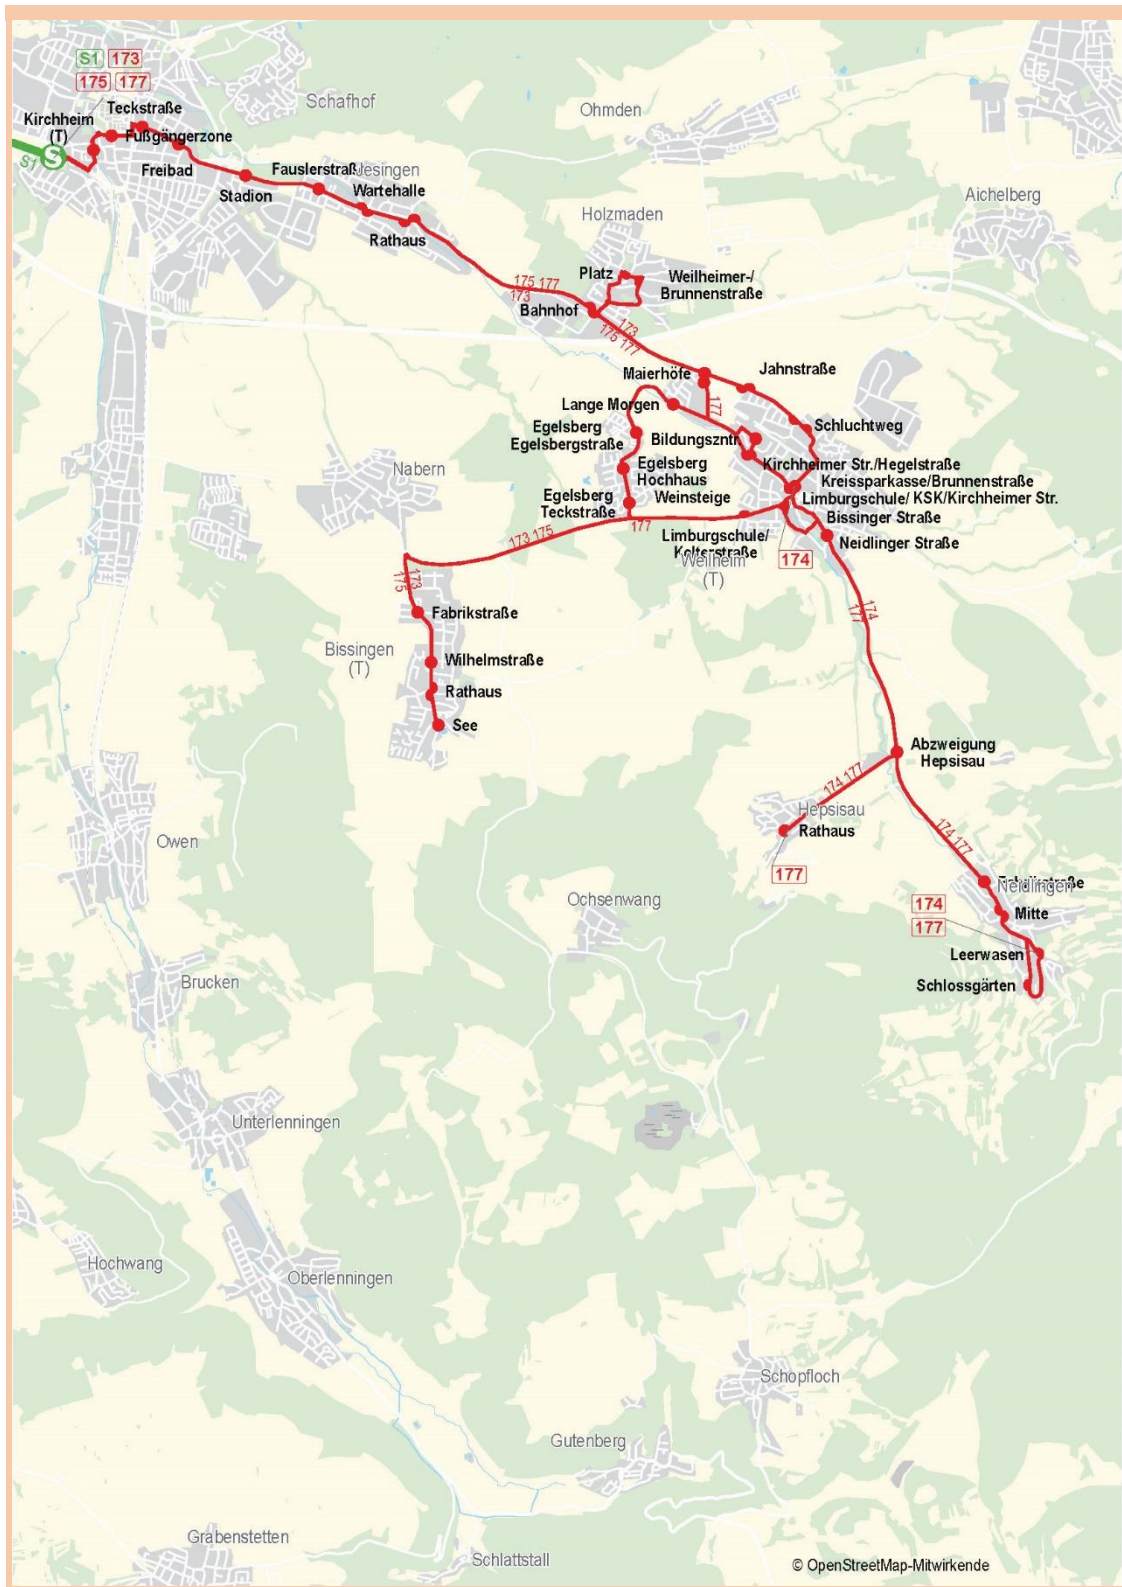 S1 173
175 177
Teckstraße
Kirchheim
(T)
Fußgängerzone
S1
S
Freibad
Stadion
Fauslerstraß
Jesingen
Wartehalle
Rathaus
Schafhof
Ohmden
Aichelberg
Holzmaden
Platz
Weilheimer-/
Brunnenstraße
175 177
173
Bahnhof
173
175 177
Maierhöfe
Jahnstraße
177
Lange Morgen
Schluchtweg
Egelsberg
Egelsbergstraße
Bildungszntr.
Kirchheimer Str./Hegelstraße
Egelsberg
Hochhaus
Kreissparkasse/Brunnenstraße
Egelsberg
Teckstraße
Weinsteige
Limburgschule/ KSK/Kirchheimer Str.
Bissinger Straße
177
Limburgschule/
Kelterstraße
Neidlinger Straße
Weilheim
(T)
174
Nabern
173 175
173
175
Fabrikstraße
174
177
Bissingen
(T)
Wilhelmstraße
Rathaus
See
Abzweigung
Hepsisau
174 177
Hepsisau
Rathaus
177
174 177
Neidlingen
174
177
Mitte
Leerwasen
Schlossgärten
Owen
Ochsenwang
Brucken
Unterlenningen
Hochwang
Oberlenningen
Schopfloch
Gutenberg
Grabenstetten
Schlattstall
© OpenStreetMap-Mitwirkende